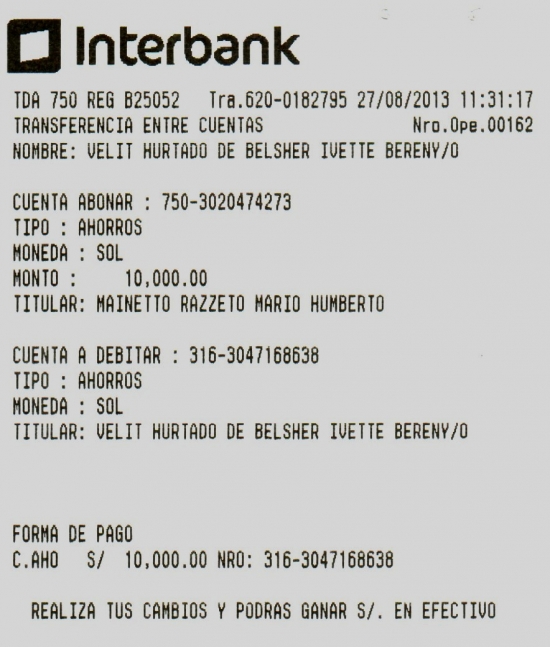 Interbank
TDA 750 REG B25052 Tra.620-0182795 27/08/2013 11:31:17
TRANSFERENCIA ENTRE CUENTAS Nro.Ope.00162
NOMBRE: VELIT HURTADO DE BELSHER IVETTE BERENY/O
CUENTA ABONAR : 750-3020474273
TIPO : AHORROS
MONEDA : SOL
MONTO : 10,000.00
TITULAR: MAINETTO RAZZETO MARIO HUMBERTO
CUENTA A DEBITAR : 316-3047168638
TIPO : AHORROS
MONEDA : SOL
TITULAR: VELIT HURTADO DE BELSHER IVETTE BERENY/O
FORMA DE PAGO
C.AHO S/ 10,000.00 NRO: 316-3047168638
REALIZA TUS CAMBIOS Y PODRAS GANAR S/. EN EFECTIVO